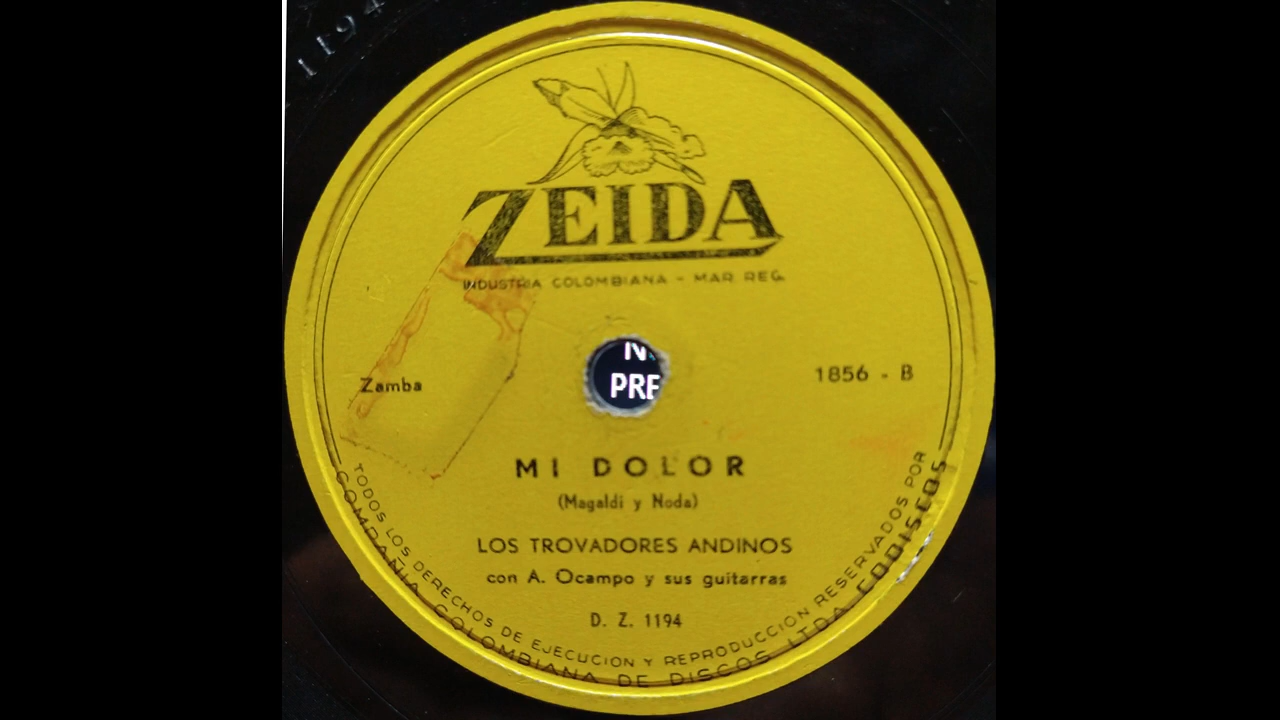 1194
ZEIDA
INDUSTRIA COLOMBIANA - MAR. REG.
Zamba
1856 - B
N
PRE
MI DOLOR
(Magaldi y Noda)
LOS TROVADORES ANDINOS
con A. Ocampo y sus guitarras
D. Z. 1194
TODOS LOS DERECHOS DE EJECUCION Y REPRODUCCION RESERVADOS POR
COMPAÑIA COLOMBIANA DE DISCOS LTDA. CODISCOS